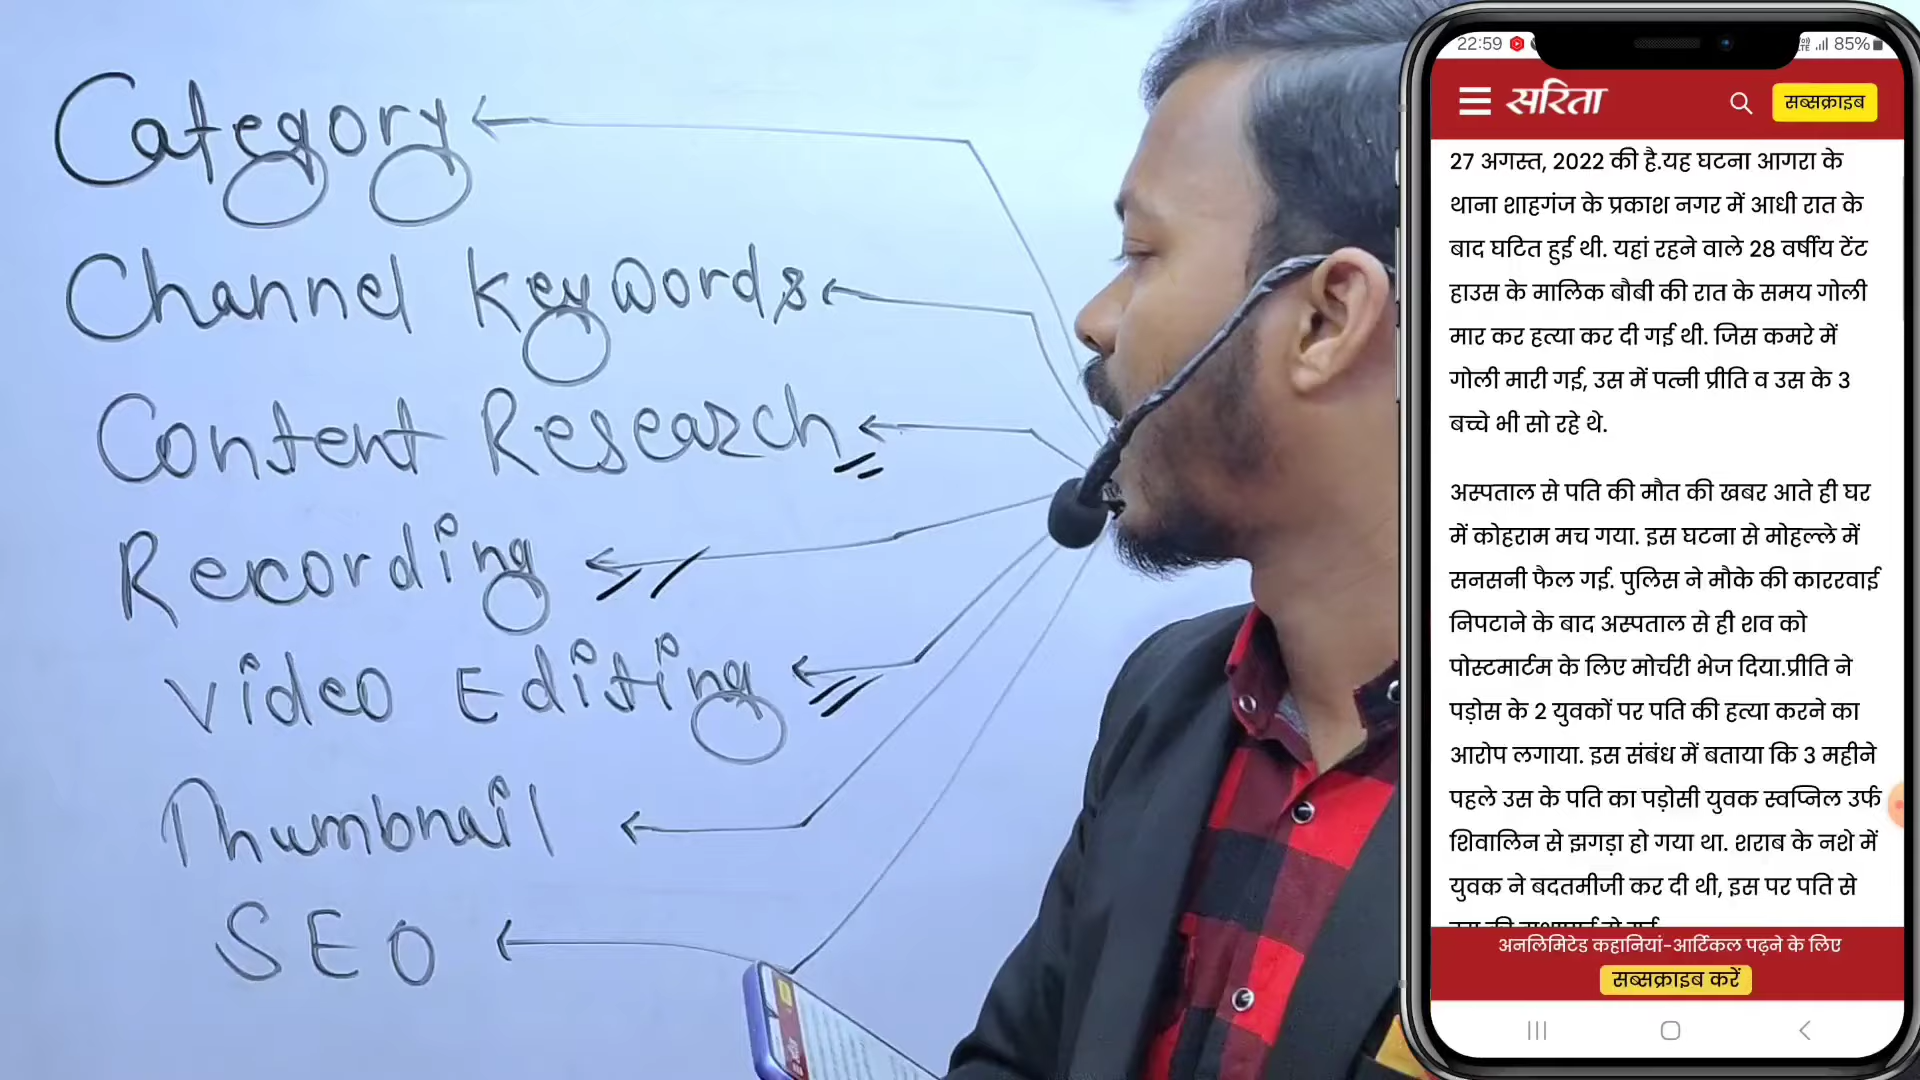 Category
Channel Keywords
Content Research
Recording
Video Editing
Thumbnail
SEO
22:59
85%
सरिता
सब्सक्राइब
27 अगस्त, 2022 की है.यह घटना आगरा के
थाना शाहगंज के प्रकाश नगर में आधी रात के
बाद घटित हुई थी. यहां रहने वाले 28 वर्षीय टेंट
हाउस के मालिक बौबी की रात के समय गोली
मार कर हत्या कर दी गई थी. जिस कमरे में
गोली मारी गई, उस में पत्नी प्रीति व उस के 3
बच्चे भी सो रहे थे.
अस्पताल से पति की मौत की खबर आते ही घर
में कोहराम मच गया. इस घटना से मोहल्ले में
सनसनी फैल गई. पुलिस ने मौके की काररवाई
निपटाने के बाद अस्पताल से ही शव को
पोस्टमार्टम के लिए मोर्चरी भेज दिया.प्रीति ने
पड़ोस के 2 युवकों पर पति की हत्या करने का
आरोप लगाया. इस संबंध में बताया कि 3 महीने
पहले उस के पति का पड़ोसी युवक स्वप्निल उर्फ
शिवालिन से झगड़ा हो गया था. शराब के नशे में
युवक ने बदतमीजी कर दी थी, इस पर पति से
अनलिमिटेड कहानियां-आर्टिकल पढ़ने के लिए
सब्सक्राइब करें